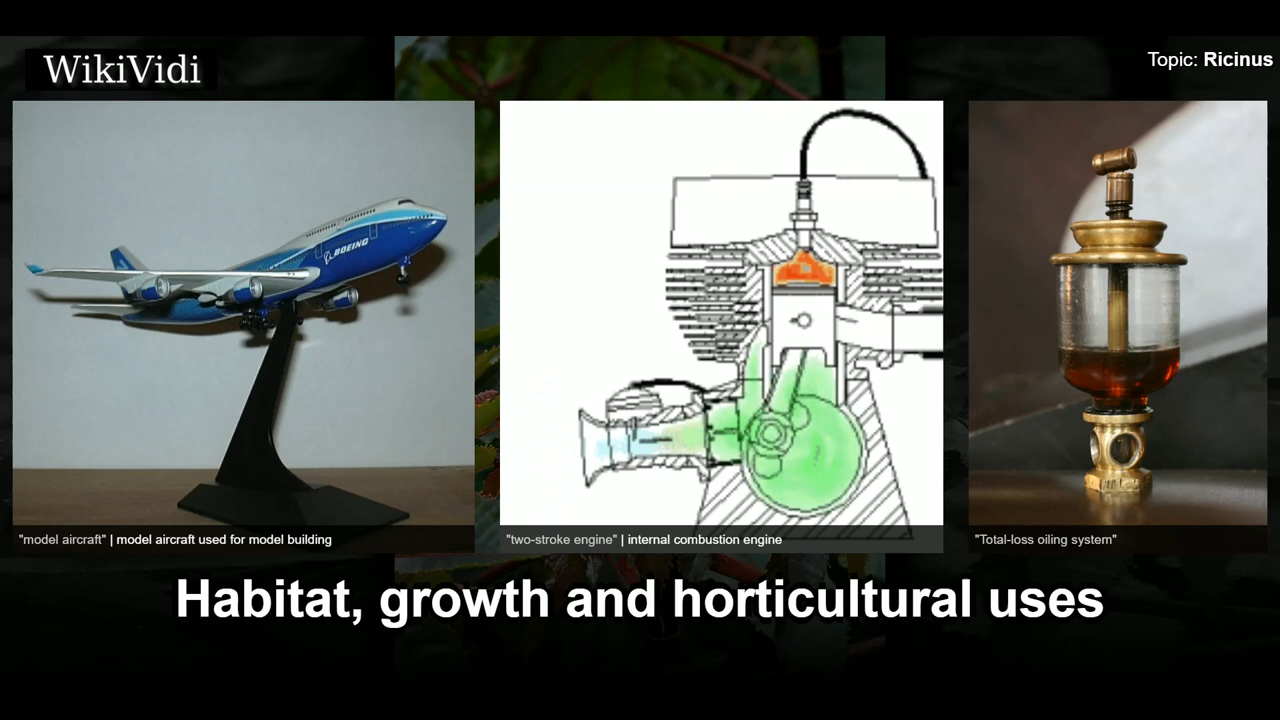 WikiVidi
Topic: Ricinus
BOEING
"model aircraft" | model aircraft used for model building
"two-stroke engine" | internal combustion engine
"Total-loss oiling system"
Habitat, growth and horticultural uses